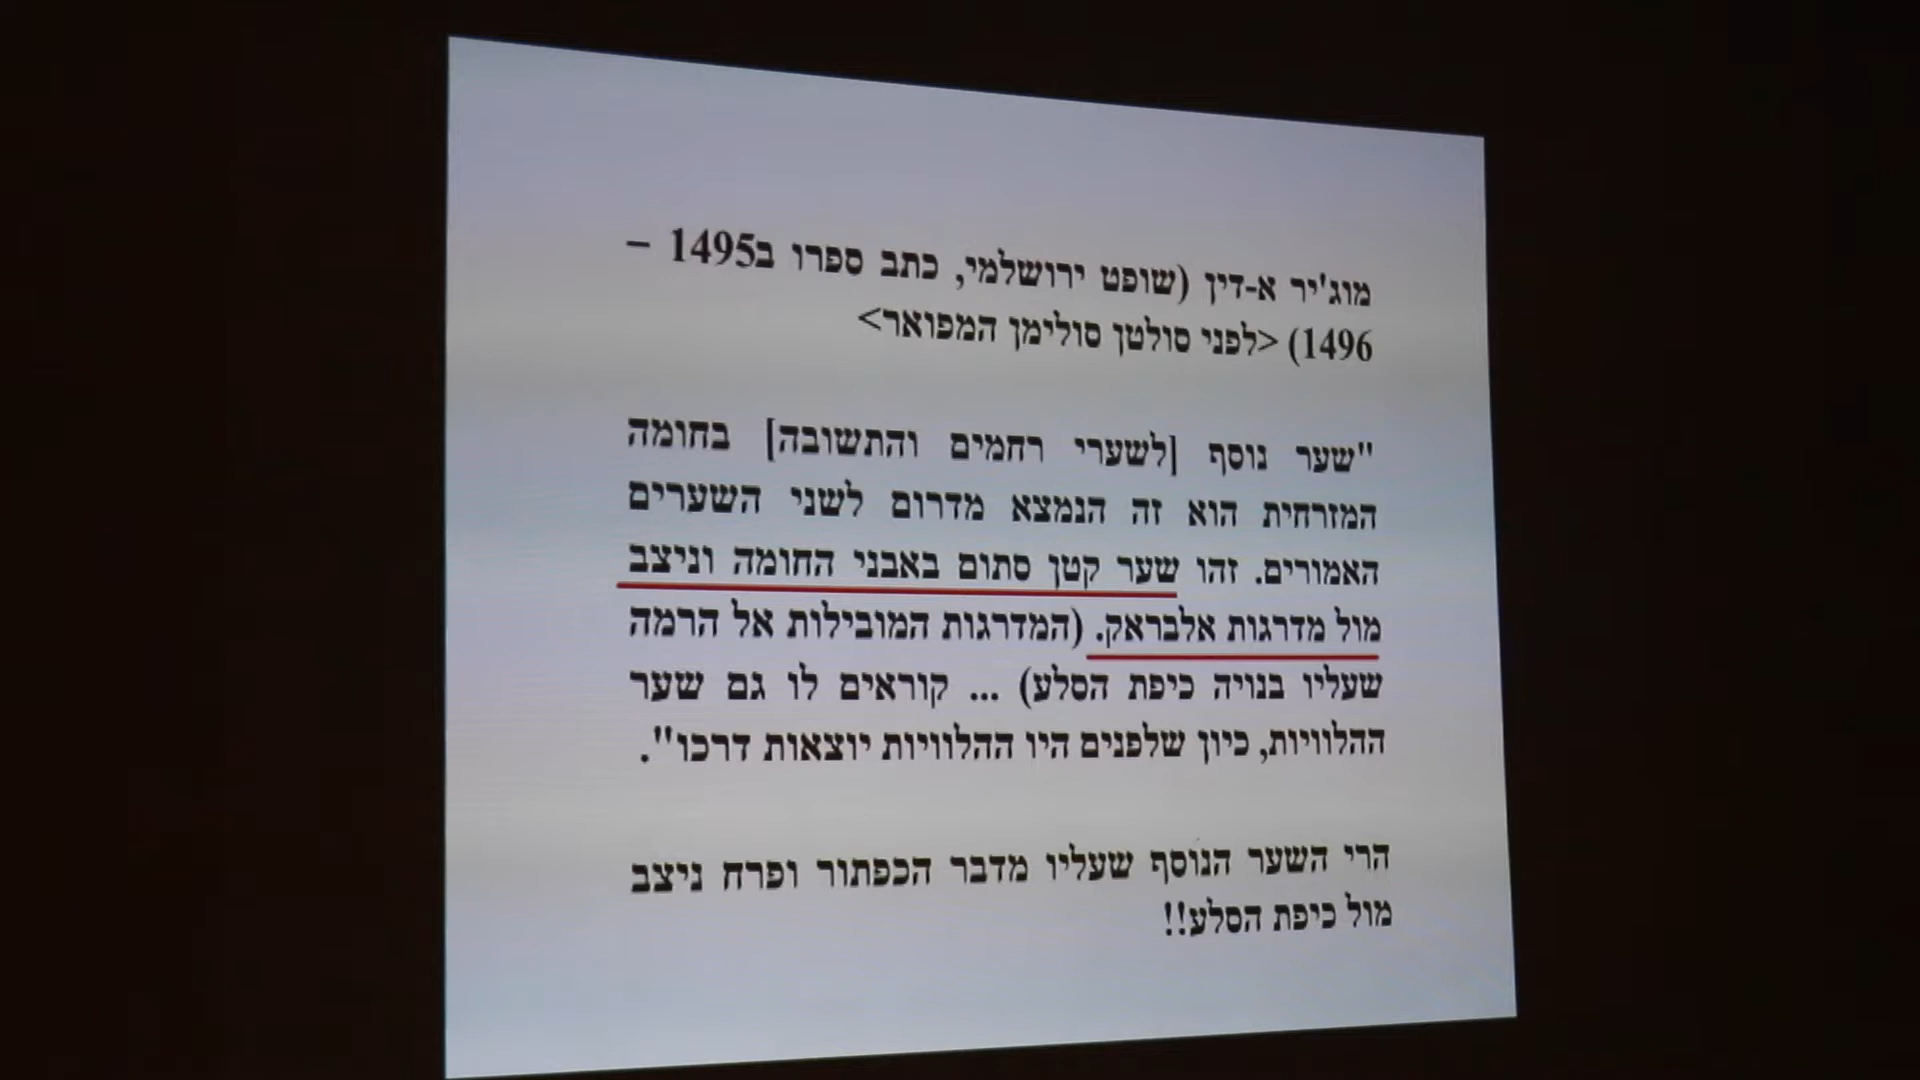 מוג'יר א-דין (שופט ירושלמי, כתב ספרו ב1495 –
1496) <לפני סולטן סולימן המפואר>
"שער נוסף [לשערי רחמים והתשובה] בחומה
המזרחית הוא זה הנמצא מדרום לשני השערים
האמורים. זהו שער קטן סתום באבני החומה וניצב
מול מדרגות אלבראק. (המדרגות המובילות אל הרמה
שעליו בנויה כיפת הסלע) ... קוראים לו גם שער
ההלוויות, כיון שלפנים היו ההלוויות יוצאות דרכו".
הרי השער הנוסף שעליו מדבר הכפתור ופרח ניצב
מול כיפת הסלע!!